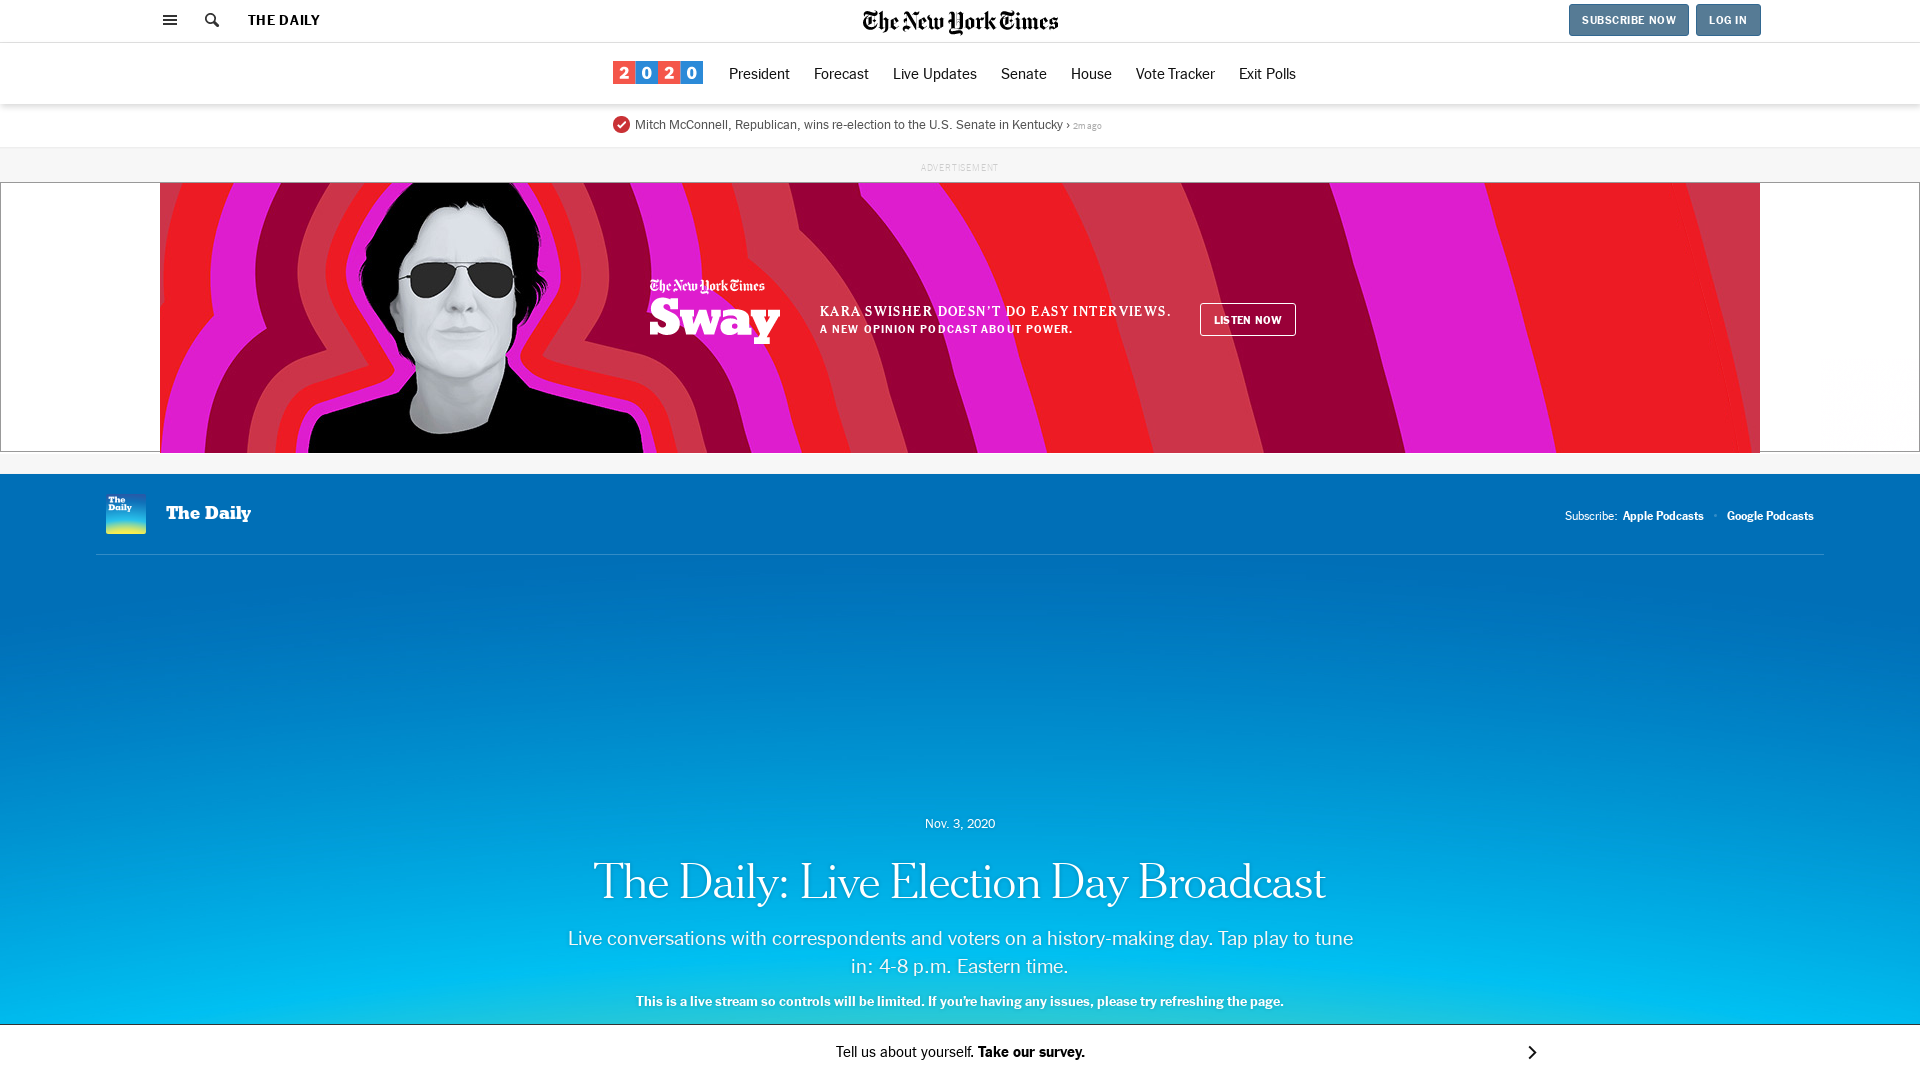 THE DAILY
The New York Times
SUBSCRIBE NOW
LOG IN
2020
President
Forecast
Live Updates
Senate
House
Vote Tracker
Exit Polls
Mitch McConnell, Republican, wins re-election to the U.S. Senate in Kentucky › 2m ago
ADVERTISEMENT
The New York Times
Sway
KARA SWISHER DOESN'T DO EASY INTERVIEWS.
A NEW OPINION PODCAST ABOUT POWER.
LISTEN NOW
The
Daily
The Daily
Subscribe: Apple Podcasts • Google Podcasts
Nov. 3, 2020
The Daily: Live Election Day Broadcast
Live conversations with correspondents and voters on a history-making day. Tap play to tune
in: 4-8 p.m. Eastern time.
This is a live stream so controls will be limited. If you’re having any issues, please try refreshing the page.
Tell us about yourself. Take our survey.